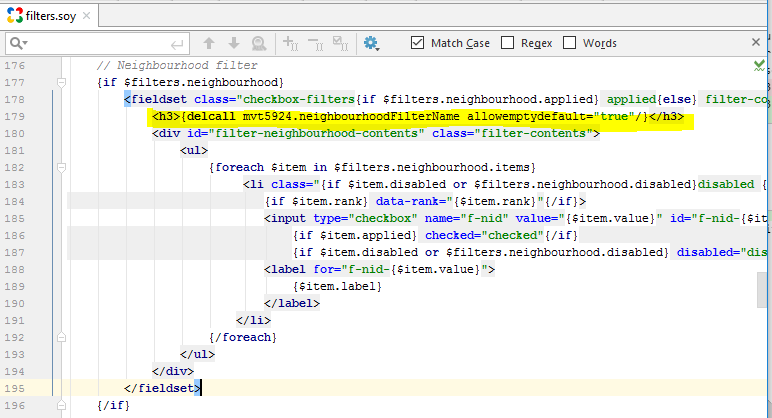 filters.soy
Match Case Regex Words
176 // Neighbourhood filter
177 {if $filters.neighbourhood}
178 <fieldset class="checkbox-filters{if $filters.neighbourhood.applied} applied{else} filter-co
179 <h3>{delcall mvt5924.neighbourhoodFilterName allowemptydefault="true"/}</h3>
180 <div id="filter-neighbourhood-contents" class="filter-contents">
181 <ul>
182 {foreach $item in $filters.neighbourhood.items}
183 <li class="{if $item.disabled or $filters.neighbourhood.disabled}disabled {
184 {if $item.rank} data-rank="{$item.rank}"{/if}>
185 <input type="checkbox" name="f-nid" value="{$item.value}" id="f-nid-{$it
186 {if $item.applied} checked="checked"{/if}
187 {if $item.disabled or $filters.neighbourhood.disabled} disabled="dis
188 <label for="f-nid-{$item.value}">
189 {$item.label}
190 </label>
191 </li>
192 {/foreach}
193 </ul>
194 </div>
195 </fieldset>
196 {/if}